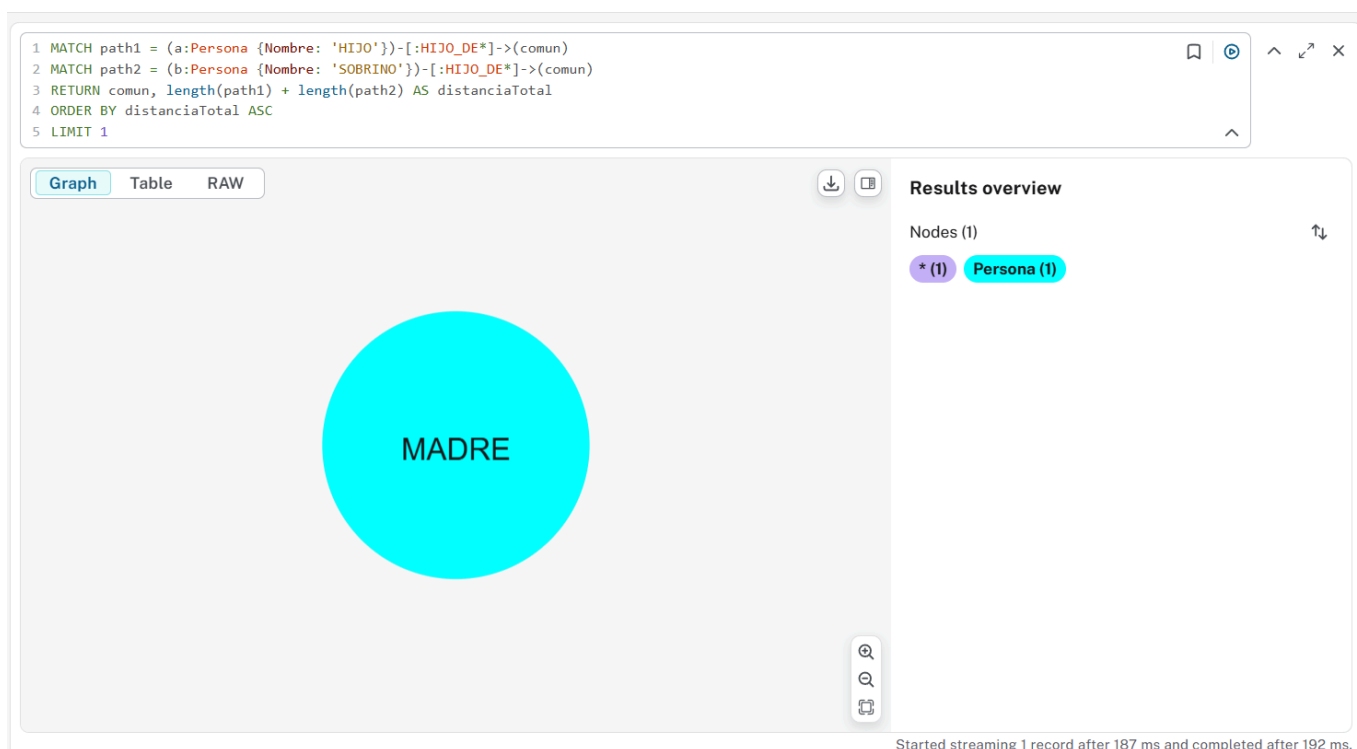 1 MATCH path1 = (a:Persona {Nombre: 'HIJO'})-[:HIJO_DE*]->(comun)
2 MATCH path2 = (b:Persona {Nombre: 'SOBRINO'})-[:HIJO_DE*]->(comun)
3 RETURN comun, length(path1) + length(path2) AS distanciaTotal
4 ORDER BY distanciaTotal ASC
5 LIMIT 1
Graph Table RAW
Results overview
Nodes (1)
* (1) Persona (1)
MADRE
Started streaming 1 record after 187 ms and completed after 192 ms.